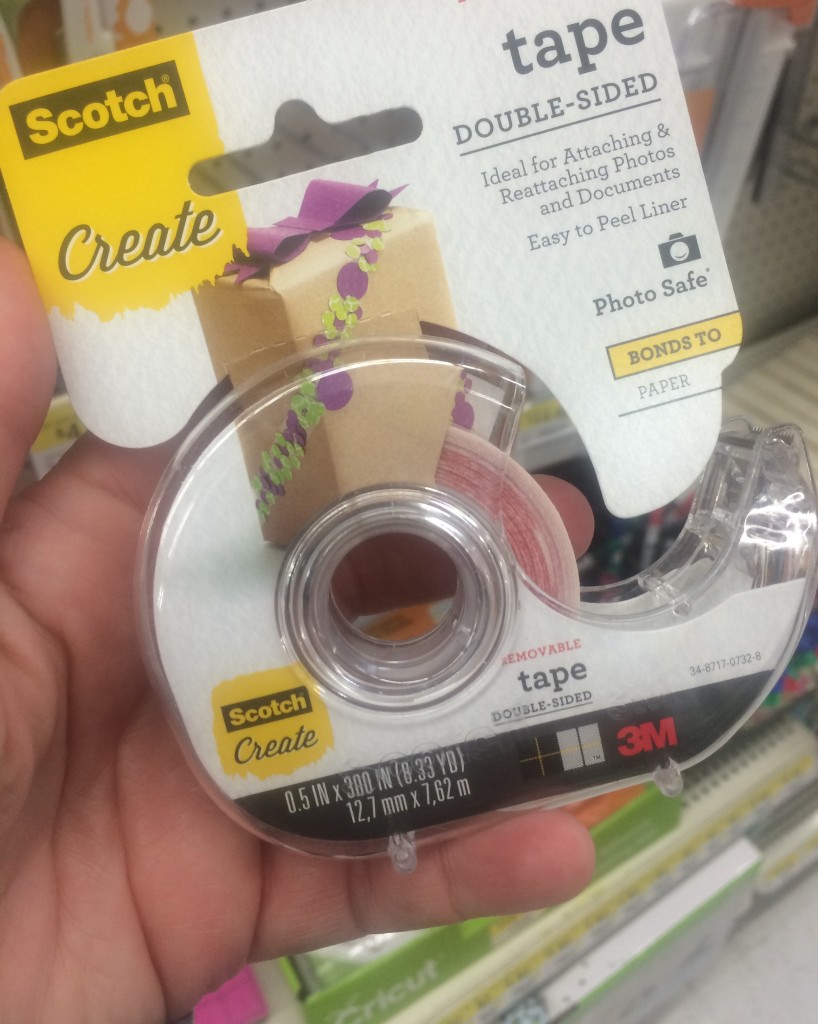 Scotch®
Create
tape
DOUBLE-SIDED
Ideal for Attaching &
Reattaching Photos
and Documents
Easy to Peel Liner
Photo Safe*
BONDS TO
PAPER
REMOVABLE
tape
DOUBLE-SIDED
34-8717-0732-8
Scotch
Create
3M
TM
0.5 IN x 300 IN (8.33 YD)
12,7 mm x 7,62 m
Cricut